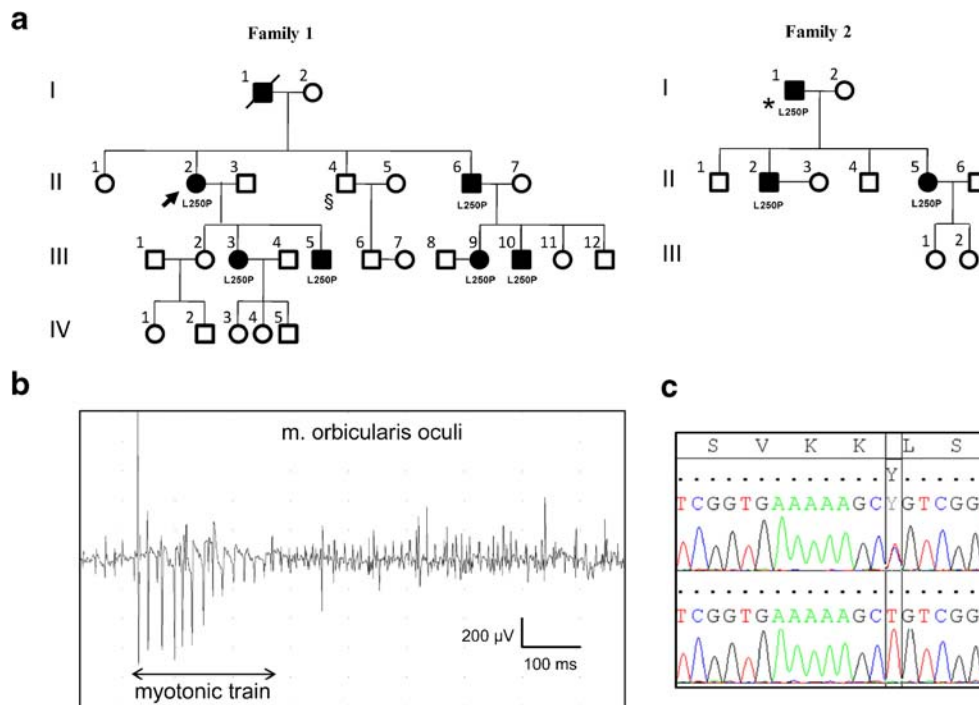 a
Family 1
Family 2
I
1 2
II
1 2 3 4 5 6 7
L250P § L250P
III
1 2 3 4 5 6 7 8 9 10 11 12
L250P L250P L250P L250P
IV
1 2 3 4 5
I
1 2
* L250P
II
1 2 3 4 5 6
L250P L250P
III
1 2
b
m. orbicularis oculi
200 µV
100 ms
myotonic train
c
S V K K L S
Y
TCGGTGAAAAAGCYGTCGG
TCGGTGAAAAAGCTGTCGG